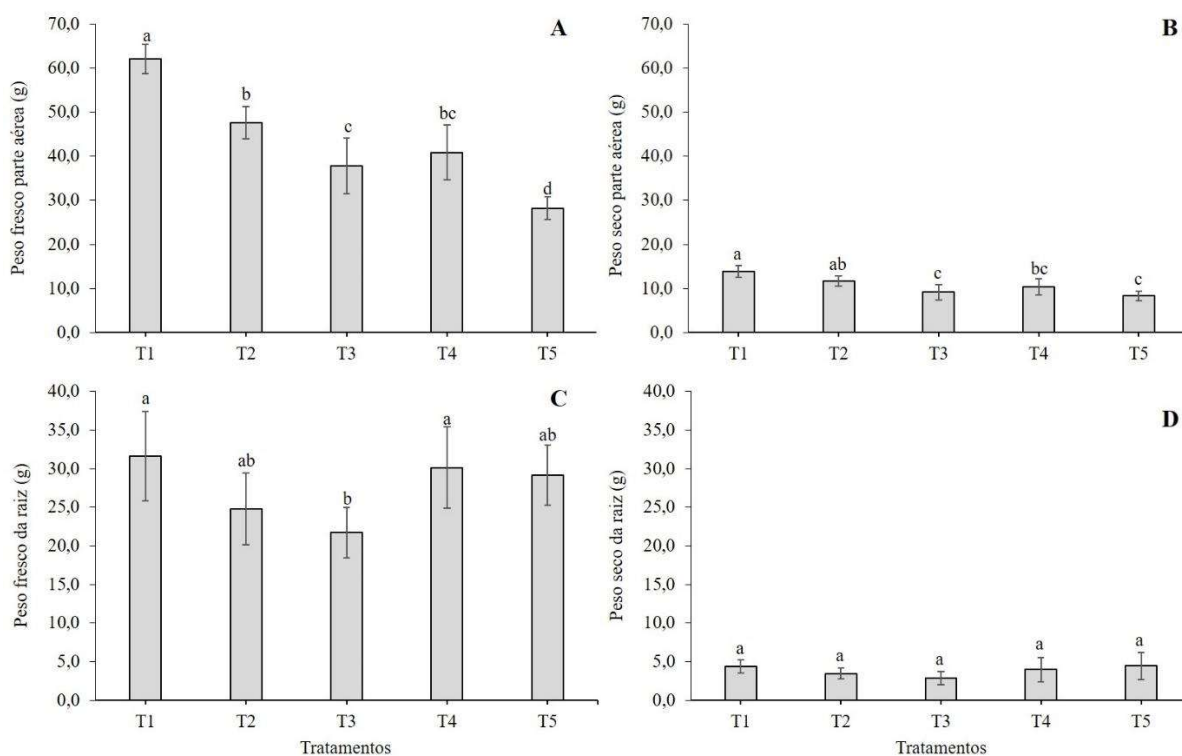 A
Peso fresco parte aérea (g)
70,0
60,0
50,0
40,0
30,0
20,0
10,0
0,0
a
b
c
bc
d
T1 T2 T3 T4 T5
B
Peso seco parte aérea (g)
70,0
60,0
50,0
40,0
30,0
20,0
10,0
0,0
a
ab
c
bc
c
T1 T2 T3 T4 T5
C
Peso fresco da raiz (g)
40,0
35,0
30,0
25,0
20,0
15,0
10,0
5,0
0,0
a
ab
b
a
ab
T1 T2 T3 T4 T5
Tratamentos
D
Peso seco da raiz (g)
40,0
35,0
30,0
25,0
20,0
15,0
10,0
5,0
0,0
a
a
a
a
a
T1 T2 T3 T4 T5
Tratamentos